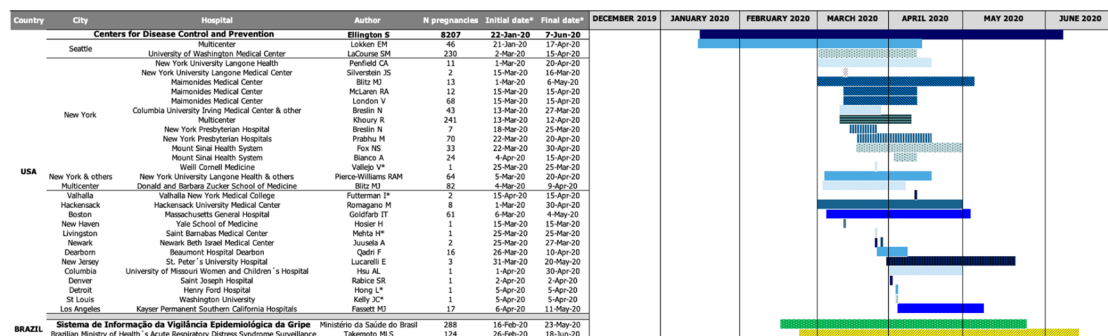 Country City Hospital Author N pregnancies Initial date* Final date* DECEMBER 2019 JANUARY 2020 FEBRUARY 2020 MARCH 2020 APRIL 2020 MAY 2020 JUNE 2020
Centers for Disease Control and Prevention Ellington S 8207 22-Jan-20 7-Jun-20
Seattle
Multicenter Lokken EM 46 21-Jan-20 17-Apr-20
University of Washington Medical Center LaCourse SM 230 2-Mar-20 15-Apr-20
New York University Langone Health Penfield CA 11 1-Mar-20 20-Apr-20
New York University Langone Medical Center Silverstein JS 2 15-Mar-20 16-Mar-20
Maimonides Medical Center Blitz MJ 13 1-Mar-20 6-May-20
Maimonides Medical Center McLaren RA 12 15-Mar-20 15-Apr-20
Maimonides Medical Center London V 68 15-Mar-20 15-Apr-20
Columbia University Irving Medical Center & other Breslin N 43 13-Mar-20 27-Mar-20
New York
Multicenter Khoury R 241 13-Mar-20 12-Apr-20
New York Presbyterian Hospital Breslin N 7 18-Mar-20 25-Mar-20
New York Presbyterian Hospitals Prabhu M 70 22-Mar-20 20-Apr-20
Mount Sinai Health System Fox NS 33 22-Mar-20 30-Apr-20
Mount Sinai Health System Bianco A 24 4-Apr-20 15-Apr-20
Weill Cornell Medicine Vallejo V* 1 25-Mar-20 25-Mar-20
USA
New York & others New York University Langone Health & others Pierce-Williams RAM 64 5-Mar-20 20-Apr-20
Multicenter Donald and Barbara Zucker School of Medicine Blitz MJ 82 4-Mar-20 9-Apr-20
Valhalla Valhalla New York Medical College Futterman I* 2 15-Apr-20 15-Apr-20
Hackensack Hackensack University Medical Center Romagano M 8 1-Mar-20 30-Apr-20
Boston Massachusetts General Hospital Goldfarb IT 61 6-Mar-20 4-May-20
New Haven Yale School of Medicine Hosier H 1 15-Mar-20 15-Mar-20
Livingston Saint Barnabas Medical Center Mehta H* 1 25-Mar-20 25-Mar-20
Newark Newark Beth Israel Medical Center Juusela A 2 25-Mar-20 27-Mar-20
Dearborn Beaumont Hospital Dearbon Qadri F 16 26-Mar-20 10-Apr-20
New Jersey St. Peter´s University Hospital Lucarelli E 3 31-Mar-20 20-May-20
Columbia University of Missouri Women and Children´s Hospital Hsu AL 1 1-Apr-20 30-Apr-20
Denver Saint Joseph Hospital Rabice SR 1 2-Apr-20 2-Apr-20
Detroit Henry Ford Hospital Hong L* 1 5-Apr-20 5-Apr-20
St Louis Washington University Kelly JC* 1 5-Apr-20 5-Apr-20
Los Angeles Kayser Permanente Southern California Hospitals Fassett MJ 17 6-Apr-20 11-May-20
Sistema de Informação da Vigilância Epidemiológica da Gripe Ministério da Saúde do Brasil 288 16-Feb-20 23-May-20
BRAZIL
Brazilian Ministry of Health´s Acute Respiratory Distress Syndrome Surveillance Takemoto MLS 124 26-Feb-20 18-Jun-20